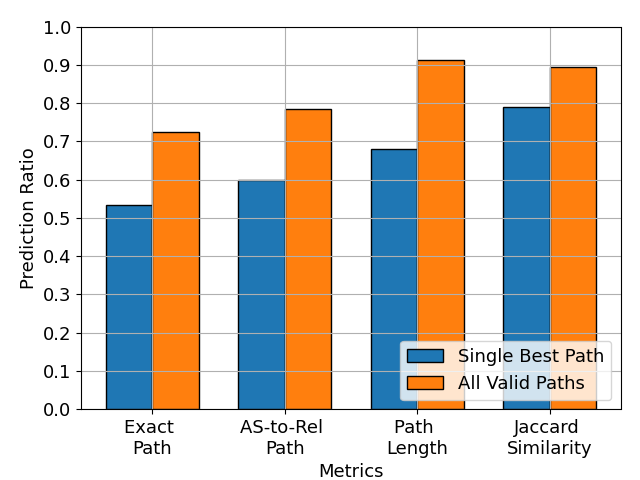 1.0
0.9
0.8
0.7
0.6
0.5
0.4
0.3
0.2
0.1
0.0
Prediction Ratio
Single Best Path
All Valid Paths
Exact
Path
AS-to-Rel
Path
Path
Length
Jaccard
Similarity
Metrics